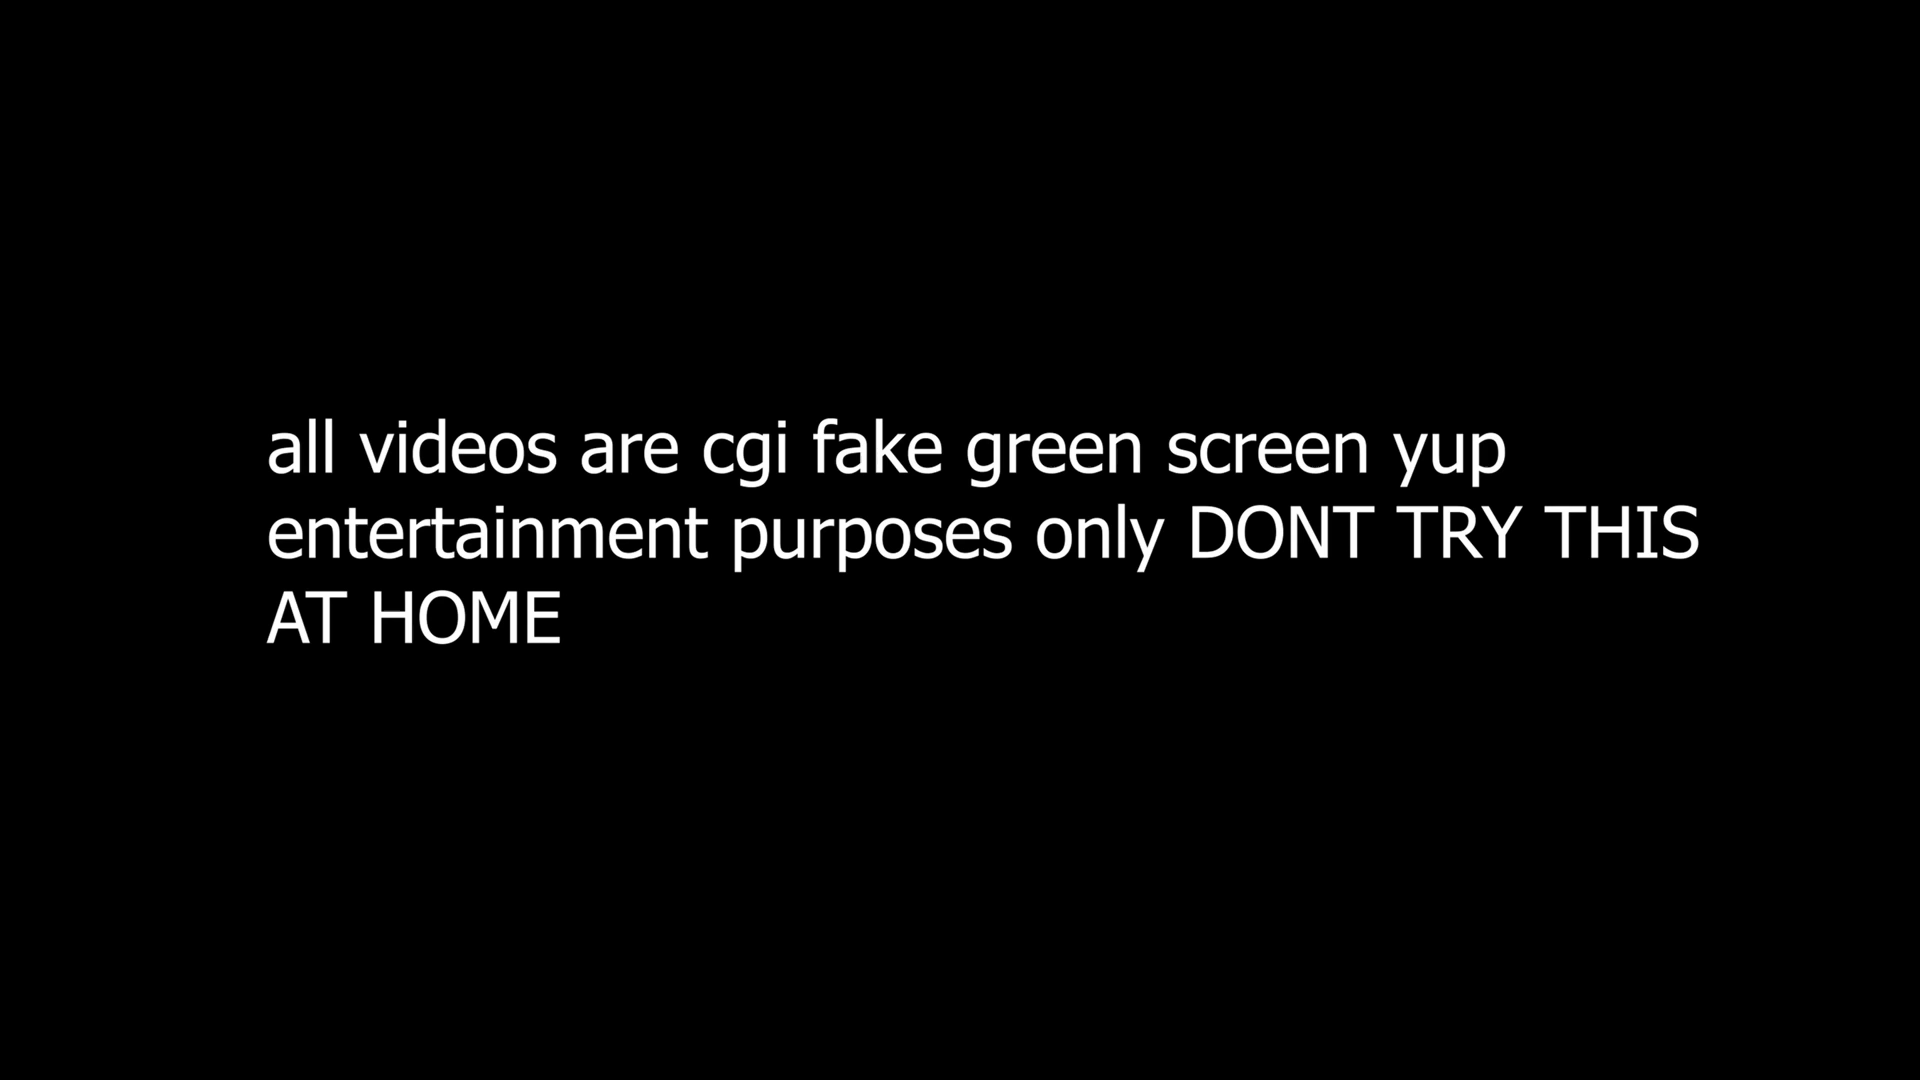 all videos are cgi fake green screen yup
entertainment purposes only DONT TRY THIS
AT HOME